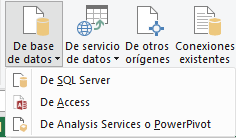 De base
de datos
De servicio
de datos
De otros
orígenes
Conexiones
existentes
De SQL Server
De Access
De Analysis Services o PowerPivot